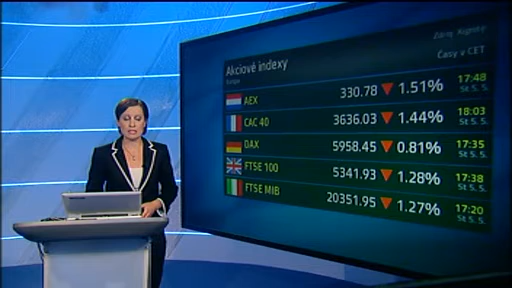 Zdroj: Aspekta
Akciové indexy
Časy v CET
Evropa
AEX 330.78 1.51% 17:48 St 5. 5.
CAC 40 3636.03 1.44% 18:03 St 5. 5.
DAX 5958.45 0.81% 17:35 St 5. 5.
FTSE 100 5341.93 1.28% 17:38 St 5. 5.
FTSE MIB 20351.95 1.27% 17:20 St 5. 5.